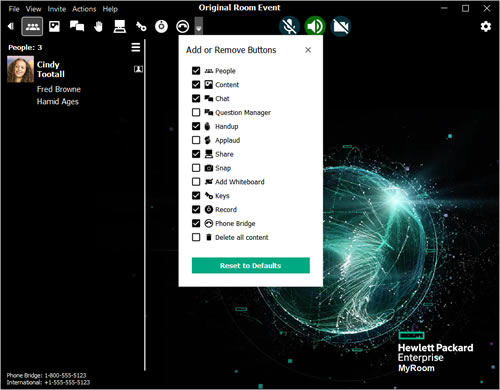 Original Room Event
File View Invite Actions Help
People: 3
Cindy
Tootall
Fred Browne
Hamid Ages
Add or Remove Buttons
People
Content
Chat
Question Manager
Handup
Applaud
Share
Snap
Add Whiteboard
Keys
Record
Phone Bridge
Delete all content
Reset to Defaults
Hewlett Packard
Enterprise
MyRoom
Phone Bridge: 1-800-555-5123
International: +1-555-555-5123